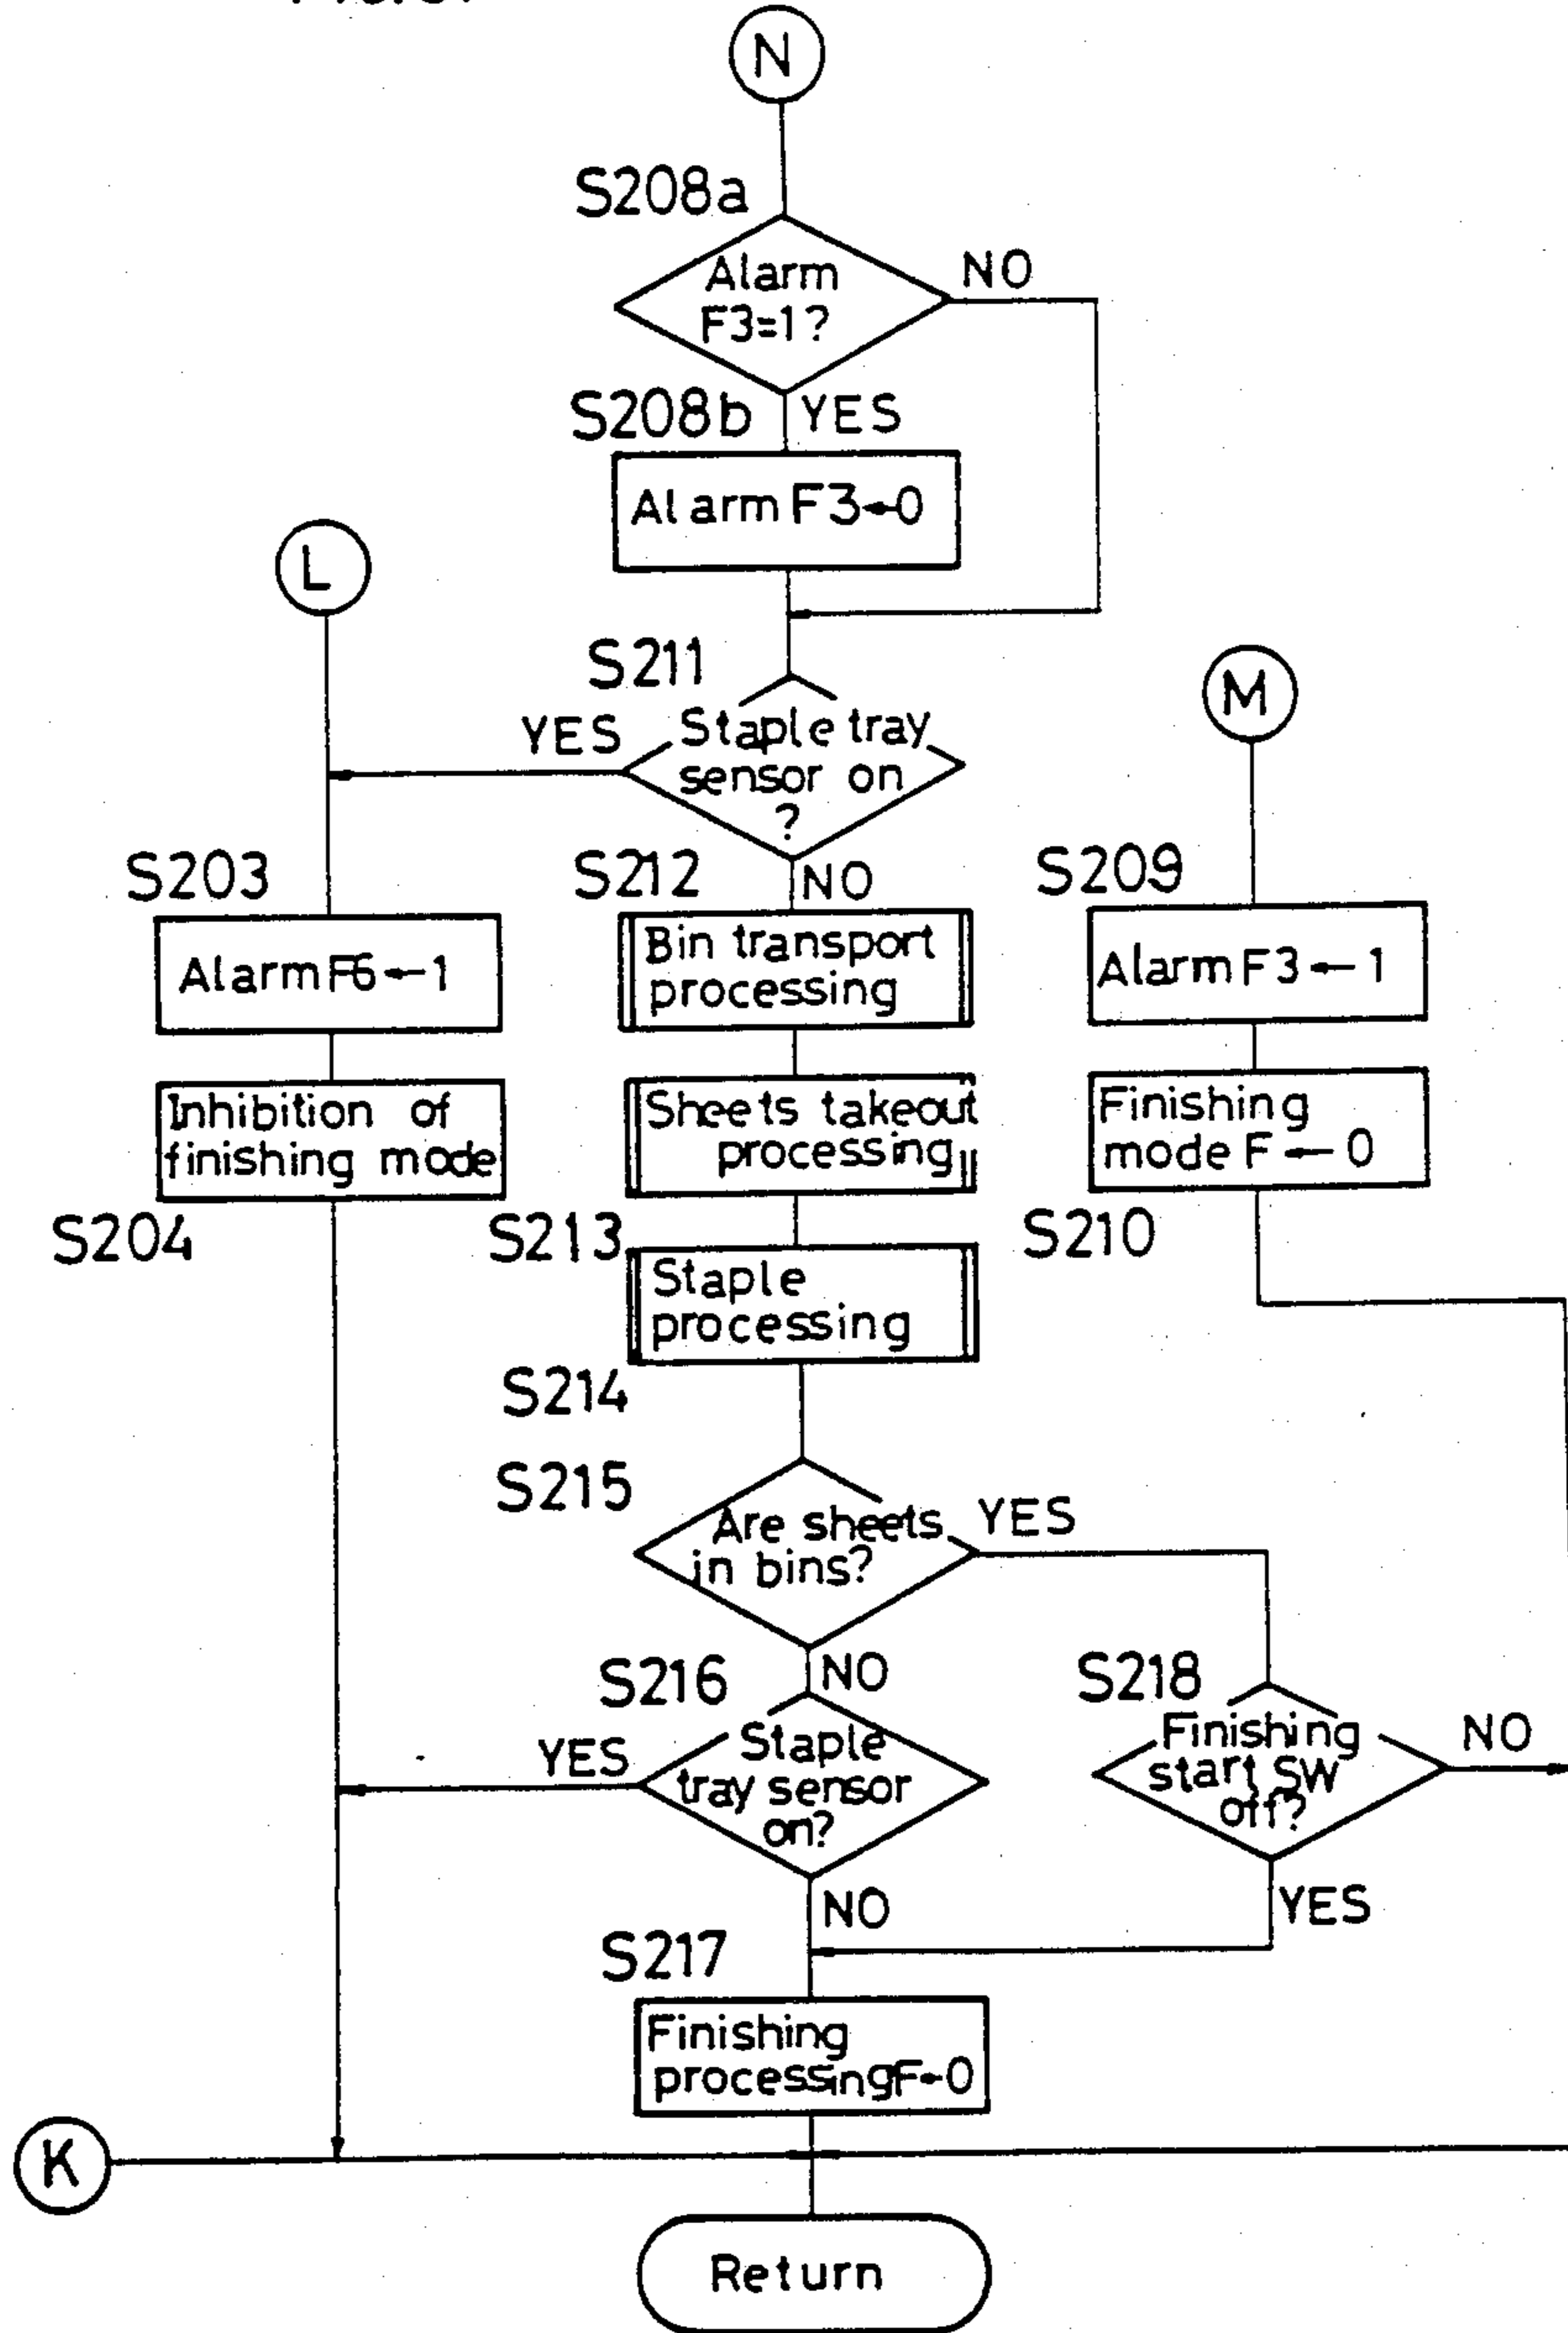 N
S208a
Alarm
F3=1?
NO
S208b
YES
Alarm F3←0
L
S211
M
YES
Staple tray
sensor on
?
S203
S212
NO
S209
Alarm F6←1
Bin transport
processing
Alarm F3←1
Inhibition of
finishing mode
Sheets takeout
processing
Finishing
mode F←0
S204
S213
S210
Staple
processing
S214
S215
Are sheets
in bins?
YES
S216
NO
S218
YES
Staple
tray sensor
on?
Finishing
start SW
off?
NO
NO
YES
S217
Finishing
processing F←0
K
Return